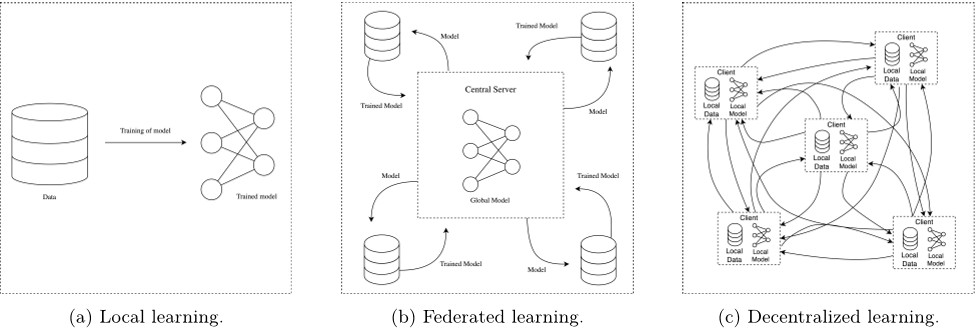 Training of model
Data
Trained model
Model
Trained Model
Trained Model
Model
Central Server
Global Model
Model
Trained Model
Trained Model
Model
Client
Local
Data
Local
Model
Client
Local
Data
Local
Model
Client
Local
Data
Local
Model
Client
Local
Data
Local
Model
Client
Local
Data
Local
Model
(a) Local learning.
(b) Federated learning.
(c) Decentralized learning.